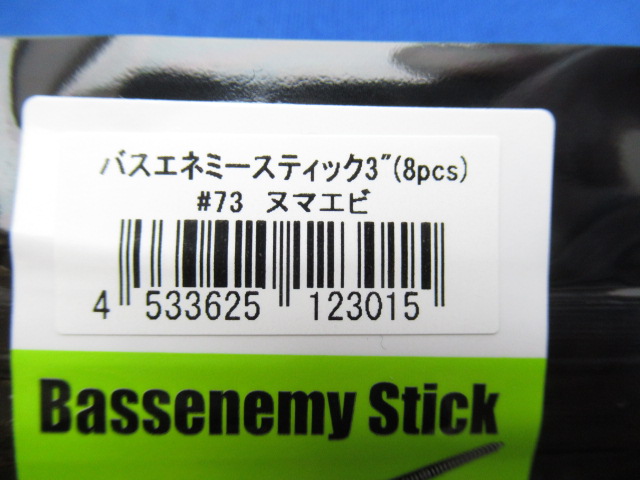 バスエネミースティック3"(8pcs)
#73 ヌマエビ
4 533625 123015
Bassenemy Stick